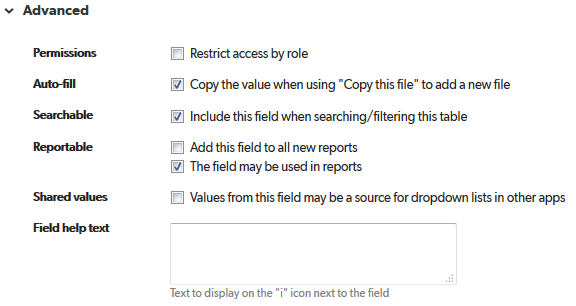 Advanced
Permissions Restrict access by role
Auto-fill Copy the value when using "Copy this file" to add a new file
Searchable Include this field when searching/filtering this table
Reportable Add this field to all new reports
The field may be used in reports
Shared values Values from this field may be a source for dropdown lists in other apps
Field help text
Text to display on the "i" icon next to the field